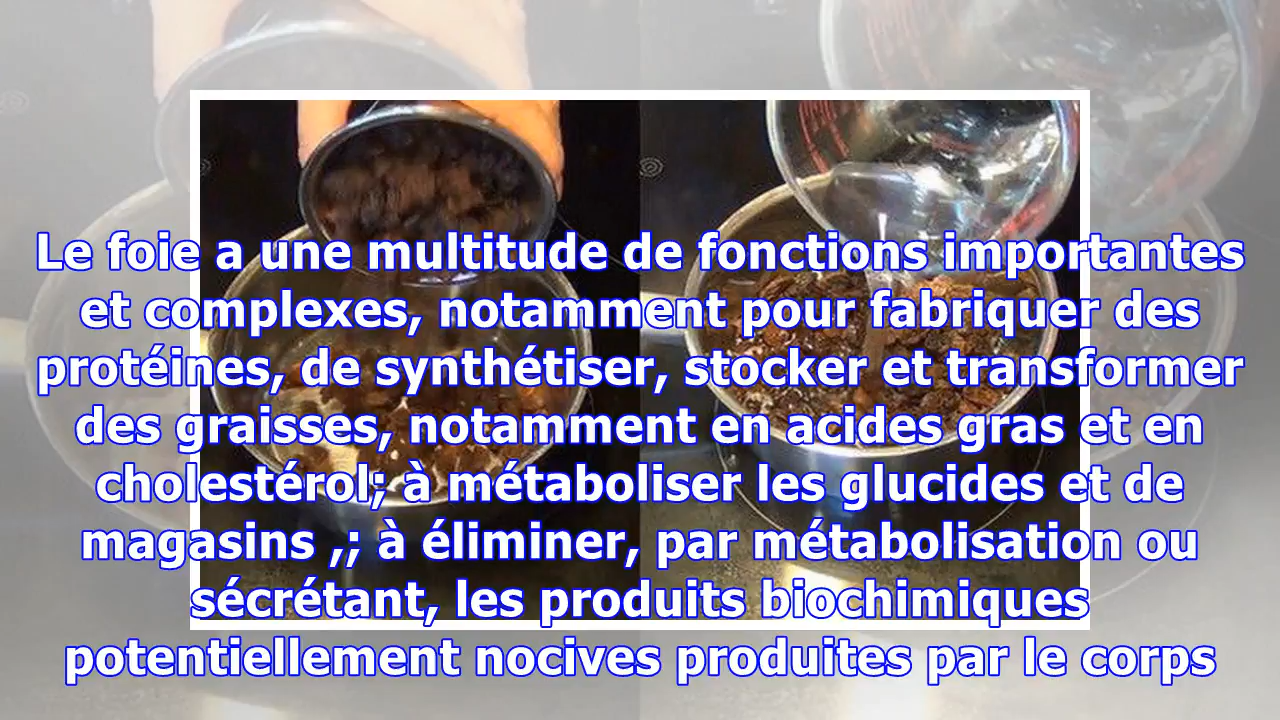 Le foie a une multitude de fonctions importantes
et complexes, notamment pour fabriquer des
protéines, de synthétiser, stocker et transformer
des graisses, notamment en acides gras et en
cholestérol; à métaboliser les glucides et de
magasins ,; à éliminer, par métabolisation ou
sécrétant, les produits biochimiques
potentiellement nocives produites par le corps